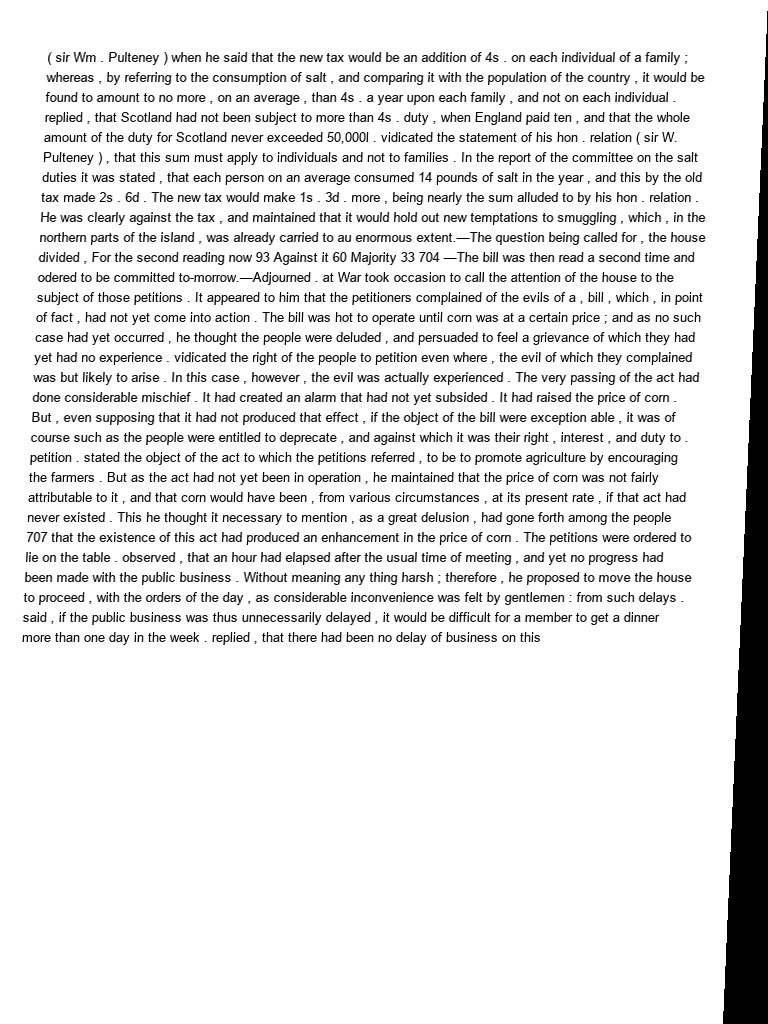 ( sir Wm . Pulteney ) when he said that the new tax would be an addition of 4s . on each individual of a family ;
whereas , by referring to the consumption of salt , and comparing it with the population of the country , it would be
found to amount to no more , on an average , than 4s . a year upon each family , and not on each individual .
replied , that Scotland had not been subject to more than 4s . duty , when England paid ten , and that the whole
amount of the duty for Scotland never exceeded 50,000l . vidicated the statement of his hon . relation ( sir W.
Pulteney ) , that this sum must apply to individuals and not to families . In the report of the committee on the salt
duties it was stated , that each person on an average consumed 14 pounds of salt in the year , and this by the old
tax made 2s . 6d . The new tax would make 1s . 3d . more , being nearly the sum alluded to by his hon . relation .
He was clearly against the tax , and maintained that it would hold out new temptations to smuggling , which , in the
northern parts of the island , was already carried to au enormous extent.—The question being called for , the house
divided , For the second reading now 93 Against it 60 Majority 33 704 —The bill was then read a second time and
odered to be committed to-morrow.—Adjourned . at War took occasion to call the attention of the house to the
subject of those petitions . It appeared to him that the petitioners complained of the evils of a , bill , which , in point
of fact , had not yet come into action . The bill was hot to operate until corn was at a certain price ; and as no such
case had yet occurred , he thought the people were deluded , and persuaded to feel a grievance of which they had
yet had no experience . vidicated the right of the people to petition even where , the evil of which they complained
was but likely to arise . In this case , however , the evil was actually experienced . The very passing of the act had
done considerable mischief . It had created an alarm that had not yet subsided . It had raised the price of corn .
But , even supposing that it had not produced that effect , if the object of the bill were exception able , it was of
course such as the people were entitled to deprecate , and against which it was their right , interest , and duty to .
petition . stated the object of the act to which the petitions referred , to be to promote agriculture by encouraging
the farmers . But as the act had not yet been in operation , he maintained that the price of corn was not fairly
attributable to it , and that corn would have been , from various circumstances , at its present rate , if that act had
never existed . This he thought it necessary to mention , as a great delusion , had gone forth among the people
707 that the existence of this act had produced an enhancement in the price of corn . The petitions were ordered to
lie on the table . observed , that an hour had elapsed after the usual time of meeting , and yet no progress had
been made with the public business . Without meaning any thing harsh ; therefore , he proposed to move the house
to proceed , with the orders of the day , as considerable inconvenience was felt by gentlemen : from such delays .
said , if the public business was thus unnecessarily delayed , it would be difficult for a member to get a dinner
more than one day in the week . replied , that there had been no delay of business on this